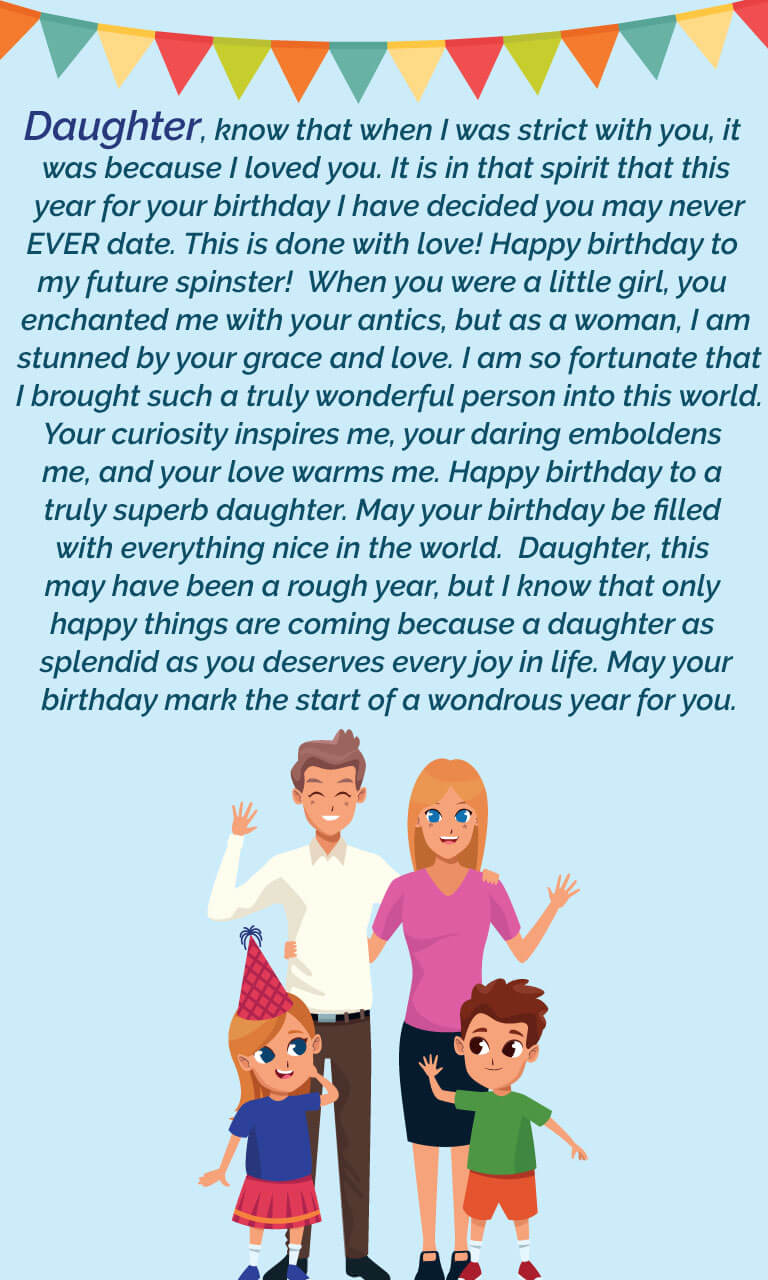 Daughter, know that when I was strict with you, it
was because I loved you. It is in that spirit that this
year for your birthday I have decided you may never
EVER date. This is done with love! Happy birthday to
my future spinster! When you were a little girl, you
enchanted me with your antics, but as a woman, I am
stunned by your grace and love. I am so fortunate that
I brought such a truly wonderful person into this world.
Your curiosity inspires me, your daring emboldens
me, and your love warms me. Happy birthday to a
truly superb daughter. May your birthday be filled
with everything nice in the world. Daughter, this
may have been a rough year, but I know that only
happy things are coming because a daughter as
splendid as you deserves every joy in life. May your
birthday mark the start of a wondrous year for you.